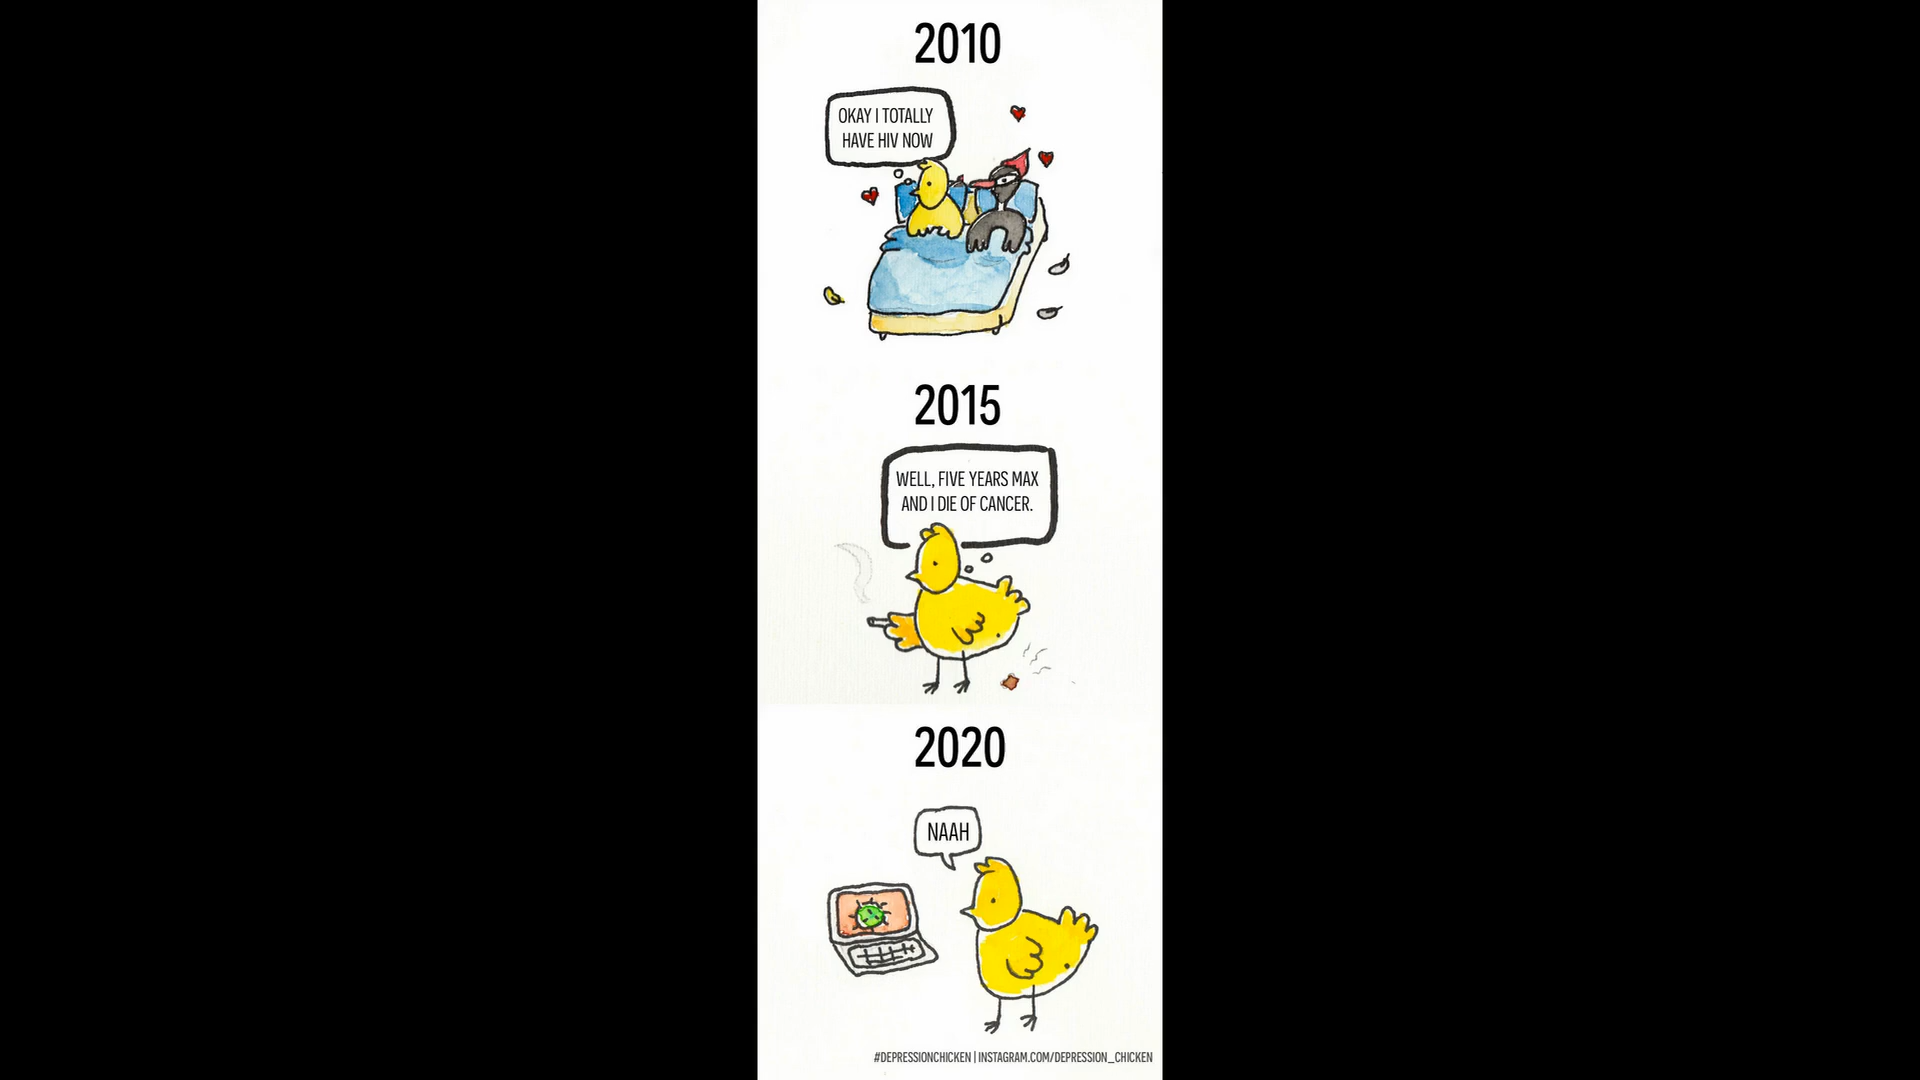 2010
OKAY I TOTALLY
HAVE HIV NOW
2015
WELL, FIVE YEARS MAX
AND I DIE OF CANCER.
2020
NAAH
#DEPRESSIONCHICKEN | INSTAGRAM.COM/DEPRESSION_CHICKEN